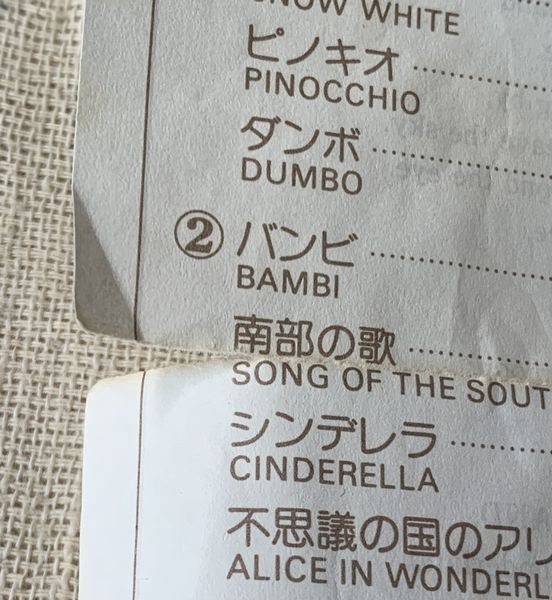 SNOW WHITE
ピノキオ
PINOCCHIO
ダンボ
DUMBO
② バンビ
BAMBI
南部の歌
SONG OF THE SOUT
シンデレラ
CINDERELLA
不思議の国のアリ
ALICE IN WONDERL